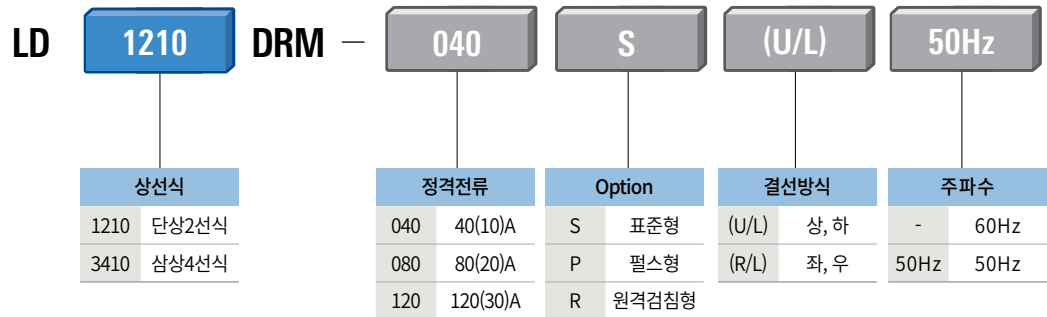 LD 1210 DRM – 040 S (U/L) 50Hz
상선식 정격전류 Option 결선방식 주파수
1210 단상2선식 040 40(10)A S 표준형 (U/L) 상, 하 - 60Hz
3410 삼상4선식 080 80(20)A P 펄스형 (R/L) 좌, 우 50Hz 50Hz
120 120(30)A R 원격검침형